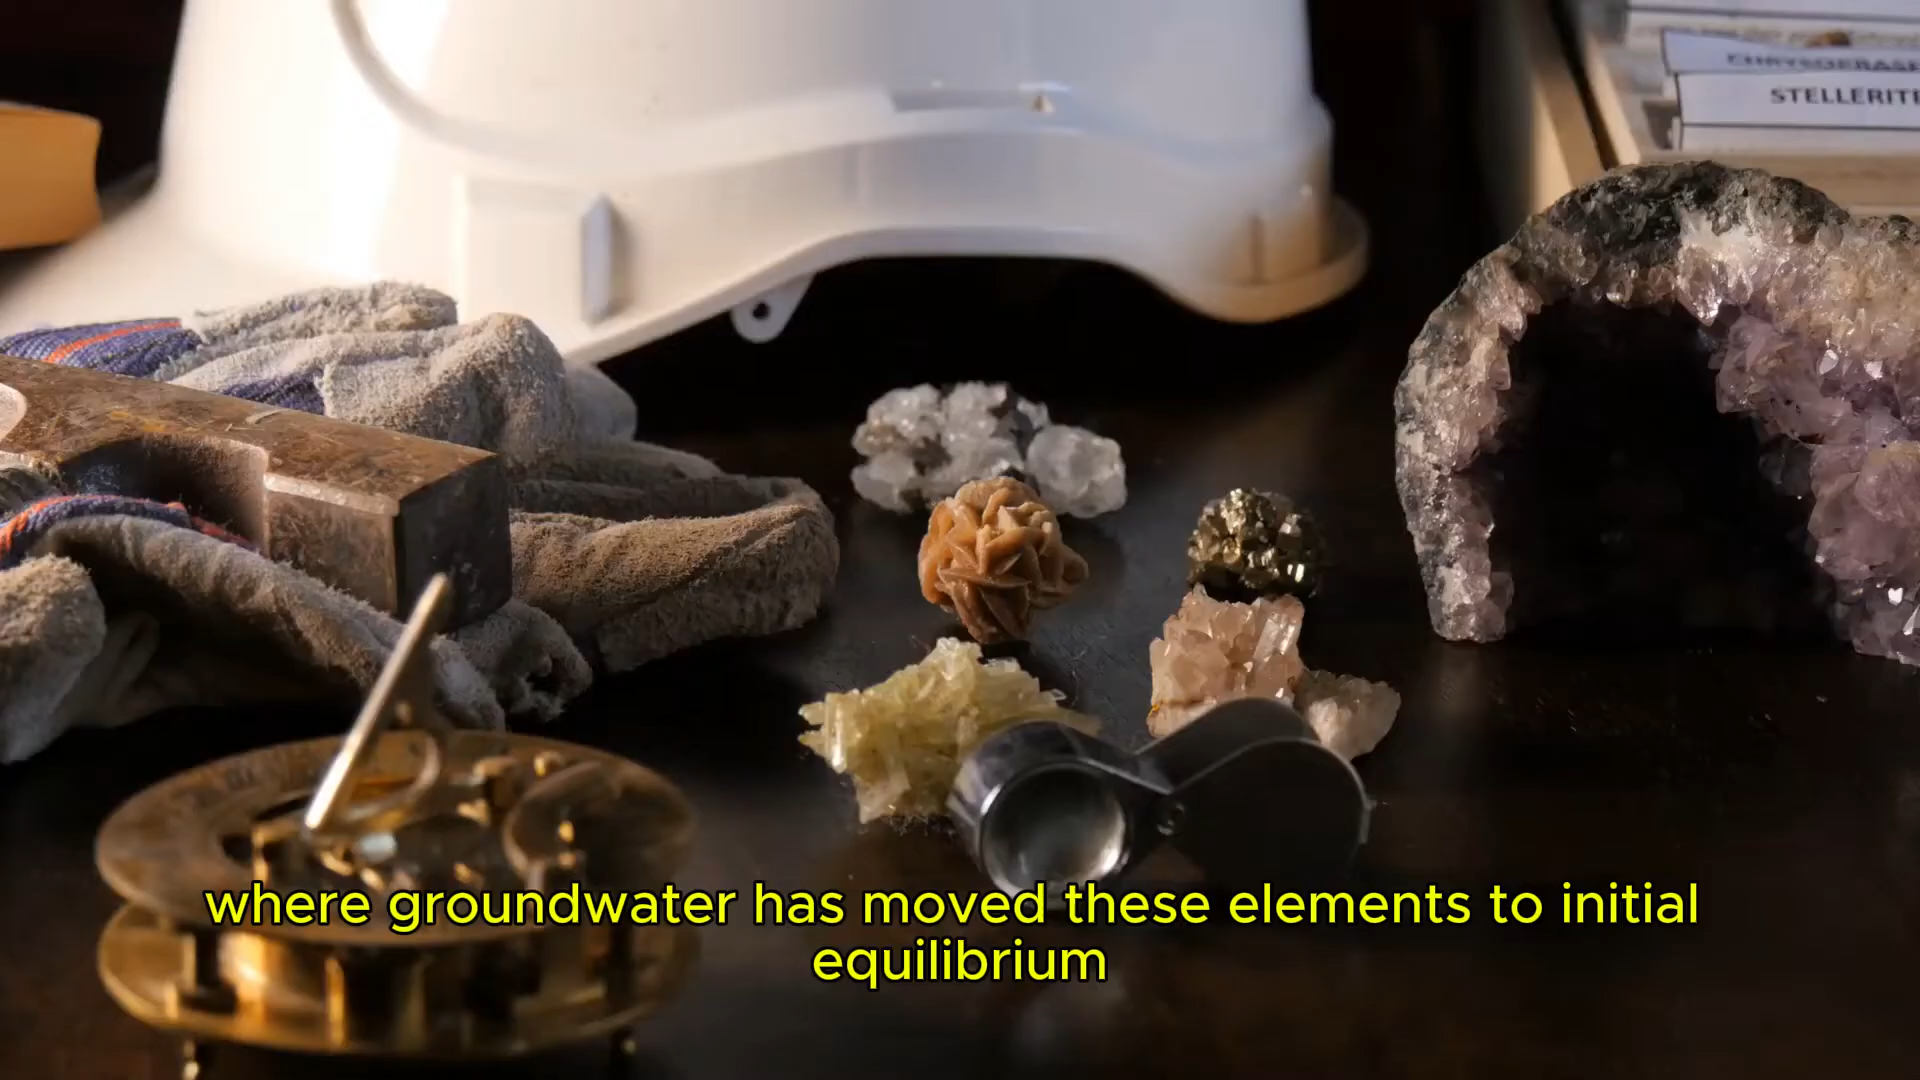 STELLERITE
where groundwater has moved these elements to initial
equilibrium